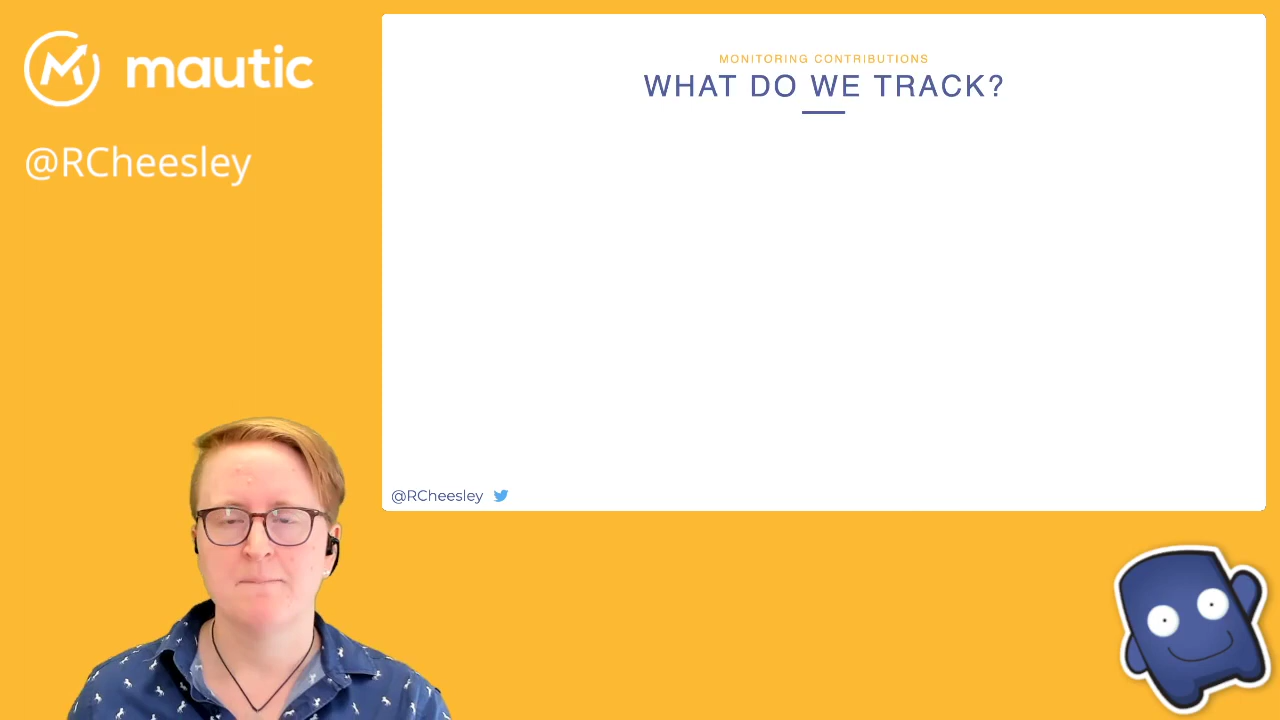 mautic
@RCheesley
MONITORING CONTRIBUTIONS
WHAT DO WE TRACK?
@RCheesley